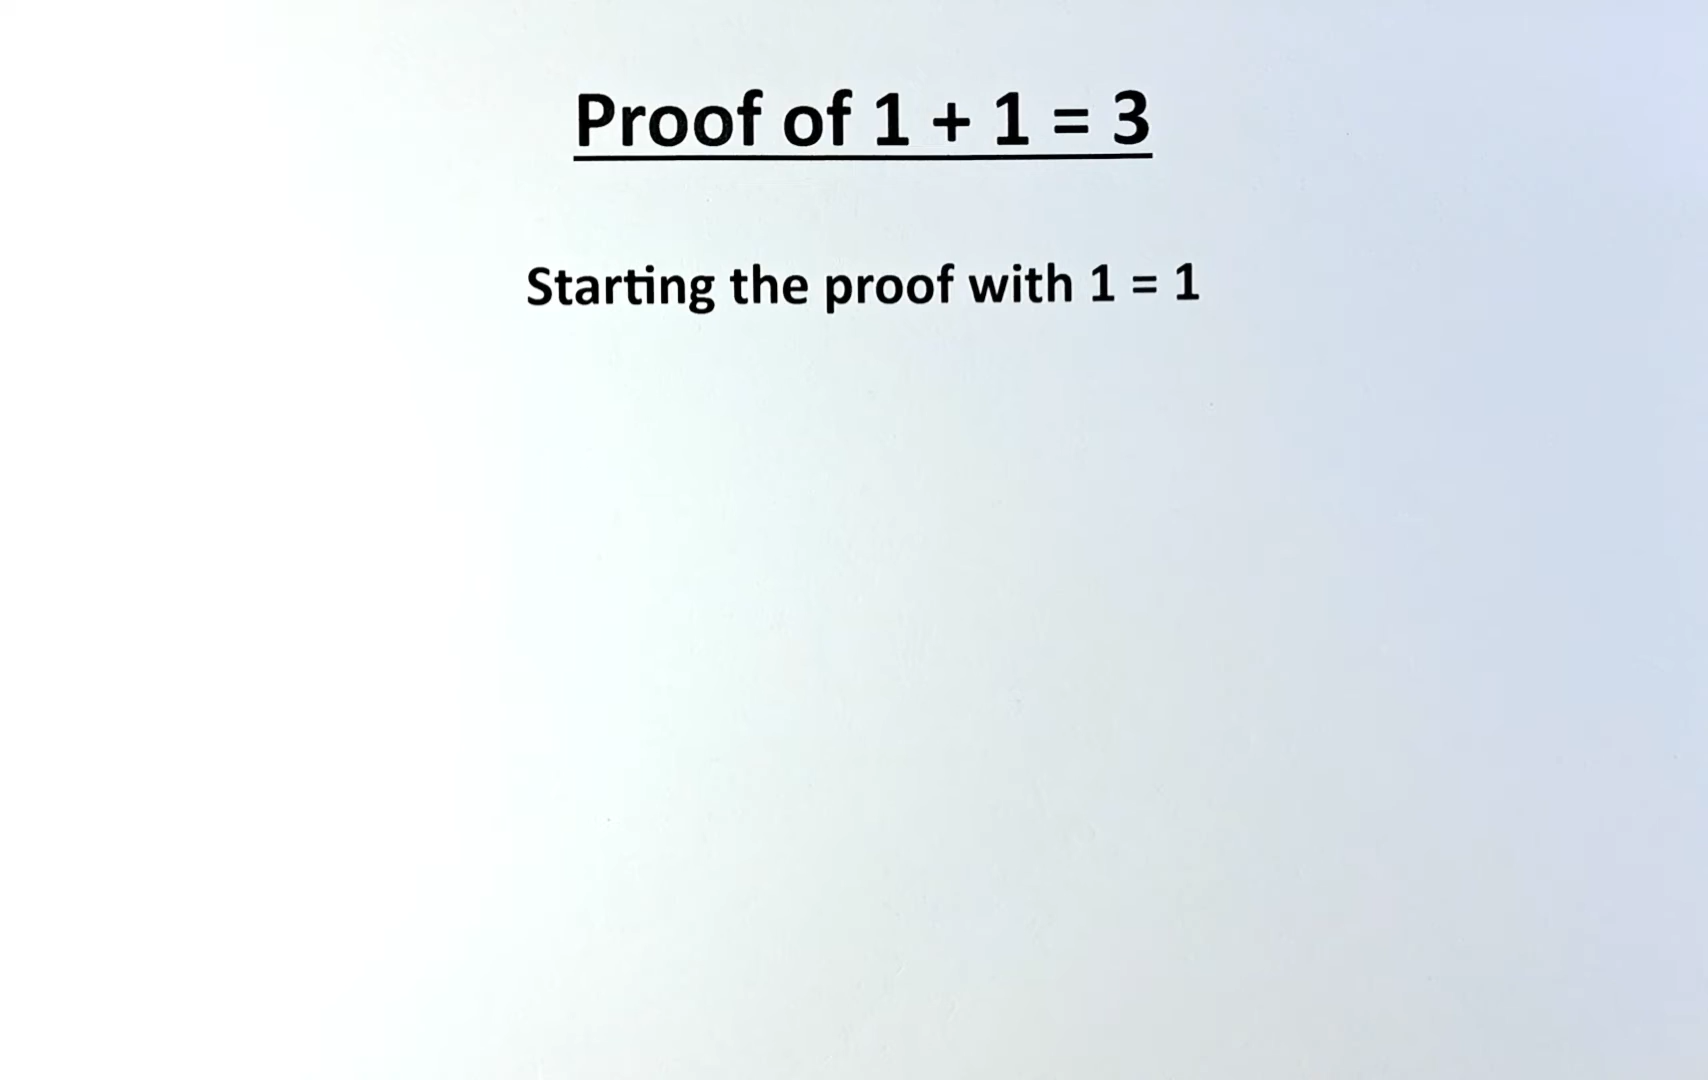 Proof of 1 + 1 = 3
Starting the proof with 1 = 1